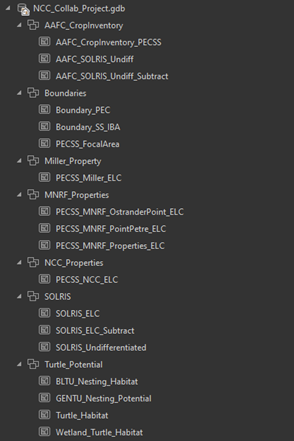 NCC_Collab_Project.gdb
AAFC_CropInventory
AAFC_CropInventory_PECSS
AAFC_SOLRIS_Undiff
AAFC_SOLRIS_Undiff_Subtract
Boundaries
Boundary_PEC
Boundary_SS_IBA
PECSS_FocalArea
Miller_Property
PECSS_Miller_ELC
MNRF_Properties
PECSS_MNRF_OstranderPoint_ELC
PECSS_MNRF_PointPetre_ELC
PECSS_MNRF_Properties_ELC
NCC_Properties
PECSS_NCC_ELC
SOLRIS
SOLRIS_ELC
SOLRIS_ELC_Subtract
SOLRIS_Undifferentiated
Turtle_Potential
BLTU_Nesting_Habitat
GENTU_Nesting_Potential
Turtle_Habitat
Wetland_Turtle_Habitat